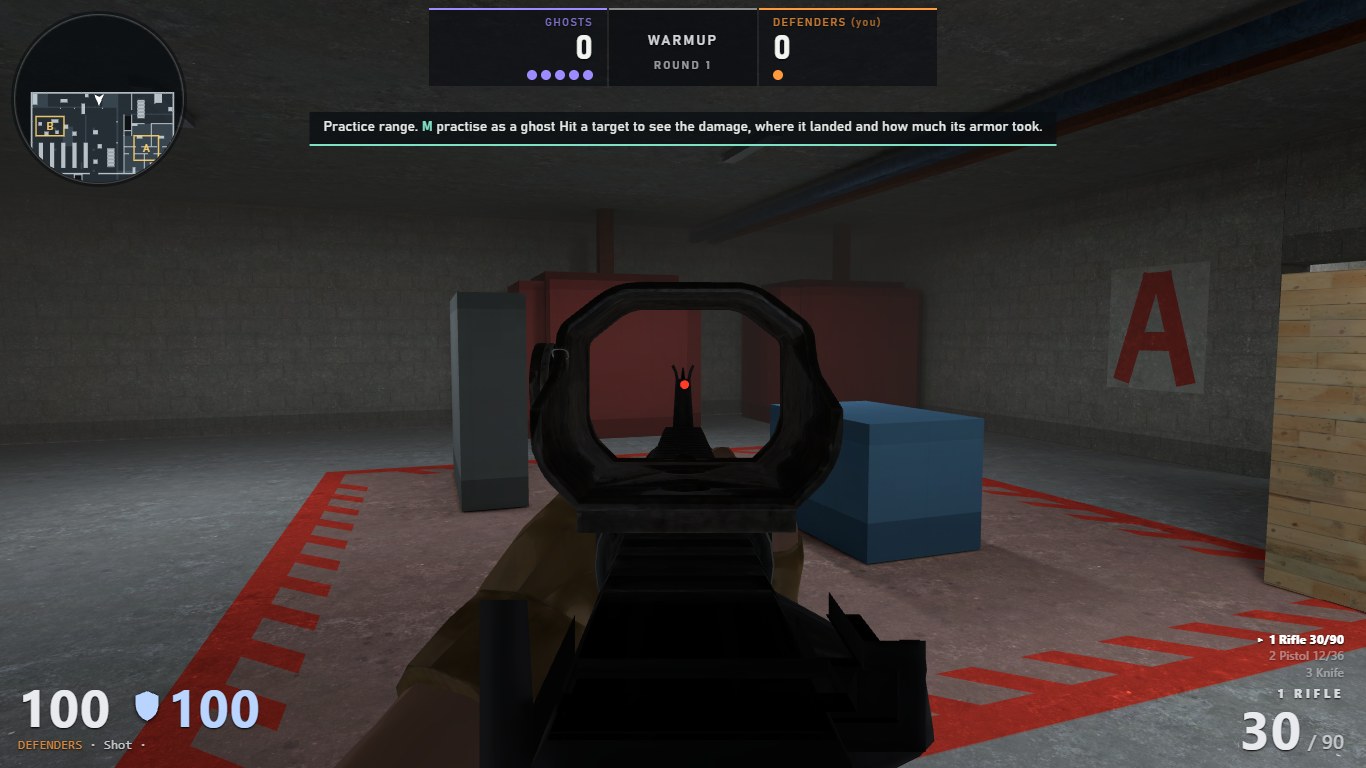 GHOSTS
0
WARMUP
ROUND 1
DEFENDERS (you)
0
B
A
Practice range. M practise as a ghost Hit a target to see the damage, where it landed and how much its armor took.
A
▸ 1 Rifle 30/90
2 Pistol 12/36
3 Knife
1 RIFLE
30 / 90
100 100
DEFENDERS · Shot ·